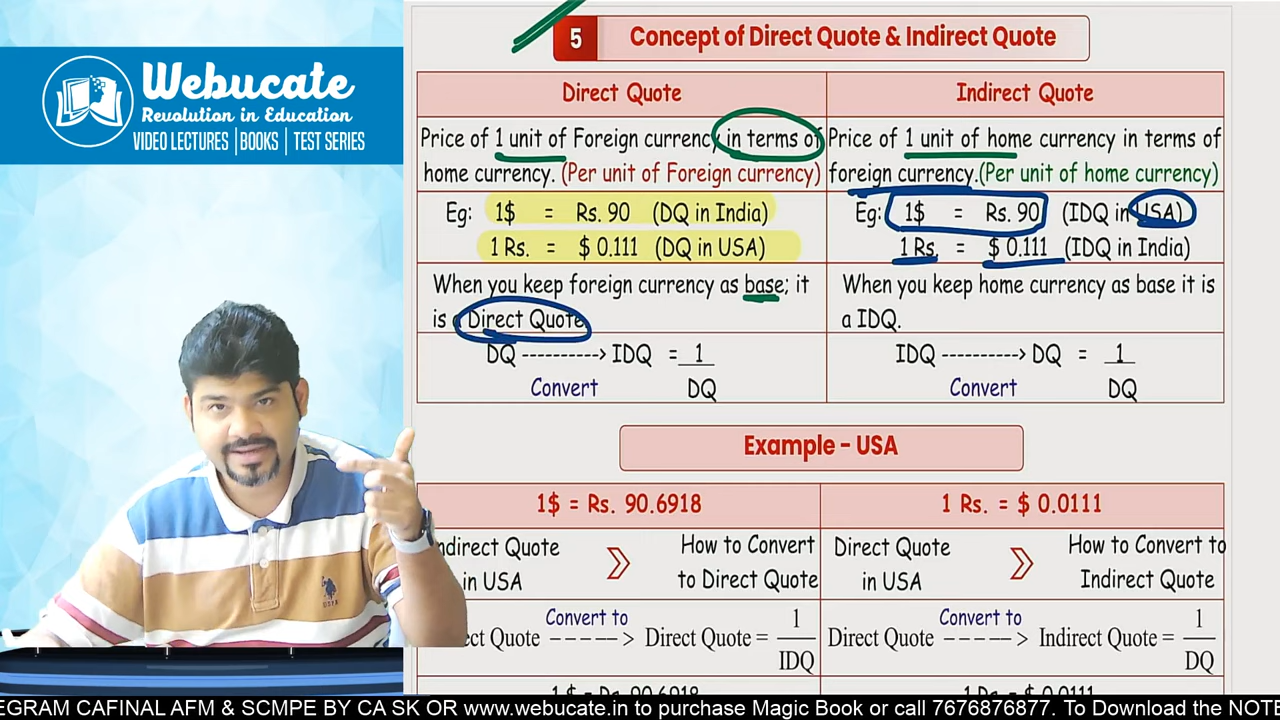 Webucate
Revolution in Education
VIDEO LECTURES | BOOKS | TEST SERIES
5 Concept of Direct Quote & Indirect Quote
Direct Quote
Price of 1 unit of Foreign currency in terms of
home currency. (Per unit of Foreign currency)
Eg: 1$ = Rs. 90 (DQ in India)
1 Rs. = $ 0.111 (DQ in USA)
When you keep foreign currency as base; it
is a Direct Quote
DQ ----------> IDQ = 1
Convert DQ
Indirect Quote
Price of 1 unit of home currency in terms of
foreign currency.(Per unit of home currency)
Eg: 1$ = Rs. 90 (IDQ in USA)
1 Rs. = $ 0.111 (IDQ in India)
When you keep home currency as base it is
a IDQ.
IDQ ----------> DQ = 1
Convert DQ
Example - USA
1$ = Rs. 90.6918
ndirect Quote
in USA
How to Convert
to Direct Quote
Convert to
ect Quote -----> Direct Quote = 1
IDQ
1$ = Rs. 90.6918
1 Rs. = $ 0.0111
Direct Quote
in USA
How to Convert to
Indirect Quote
Convert to
Direct Quote -----> Indirect Quote = 1
DQ
1 Rs. = $ 0.0111
EGRAM CAFINAL AFM & SCMPE BY CA SK OR www.webucate.in to purchase Magic Book or call 7676876877. To Download the NOTE